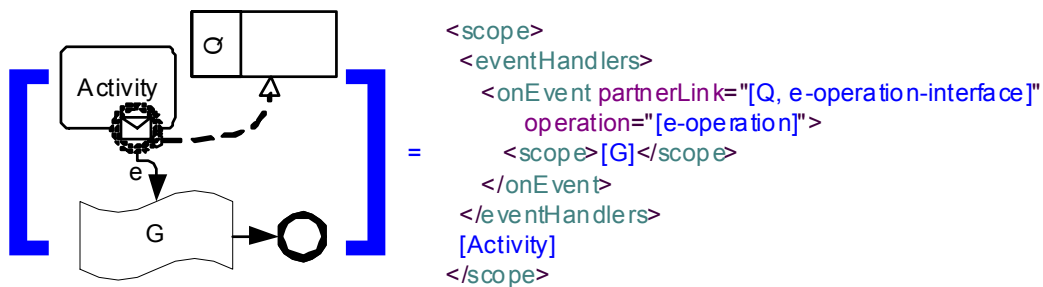 Q
Activity
e
G
=
<scope>
<eventHandlers>
<onEvent partnerLink="[Q, e-operation-interface]"
operation="[e-operation]">
<scope>[G]</scope>
</onEvent>
</eventHandlers>
[Activity]
</scope>